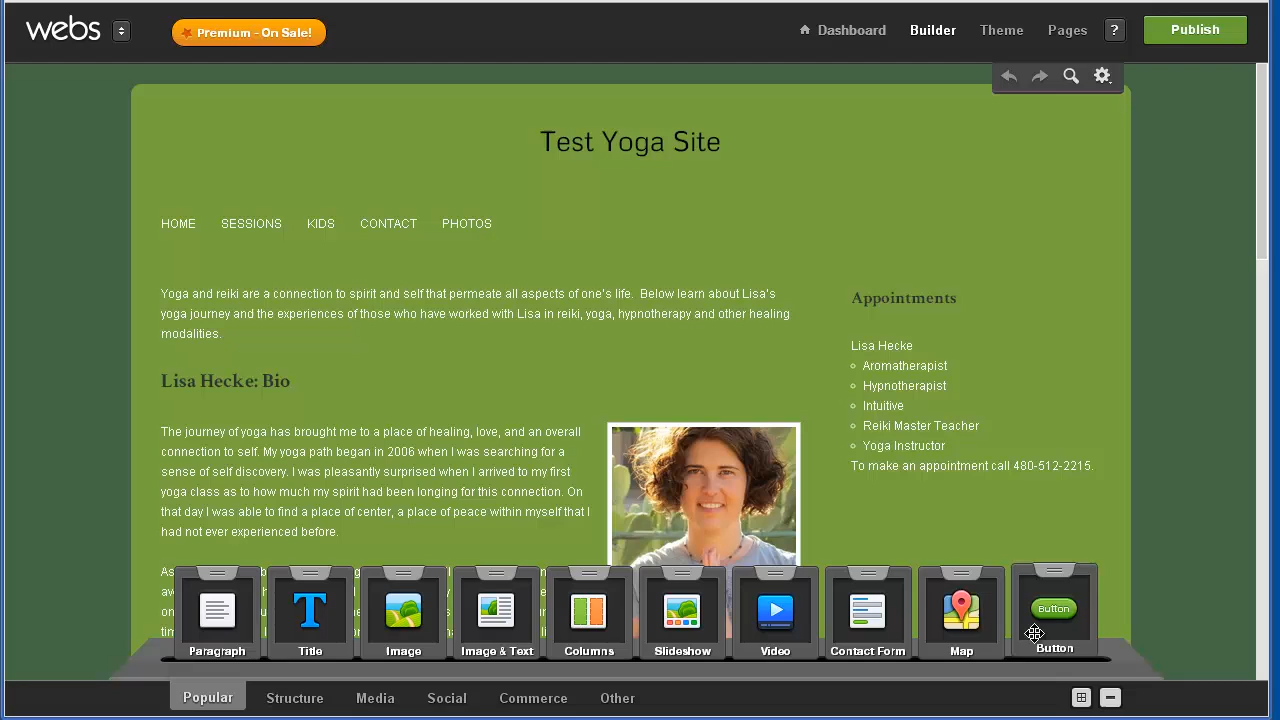 webs
Premium - On Sale!
Dashboard
Builder
Theme
Pages
?
Publish
Test Yoga Site
HOME
SESSIONS
KIDS
CONTACT
PHOTOS
Yoga and reiki are a connection to spirit and self that permeate all aspects of one's life. Below learn about Lisa's
yoga journey and the experiences of those who have worked with Lisa in reiki, yoga, hypnotherapy and other healing
modalities.
Lisa Hecke: Bio
The journey of yoga has brought me to a place of healing, love, and an overall
connection to self. My yoga path began in 2006 when I was searching for a
sense of self discovery. I was pleasantly surprised when I arrived to my first
yoga class as to how much my spirit had been longing for this connection. On
that day I was able to find a place of center, a place of peace within myself that I
had not ever experienced before.
Appointments
Lisa Hecke
Aromatherapist
Hypnotherapist
Intuitive
Reiki Master Teacher
Yoga Instructor
To make an appointment call 480-512-2215.
Paragraph
Title
Image
Image & Text
Columns
Slideshow
Video
Contact Form
Map
Button
Button
Popular
Structure
Media
Social
Commerce
Other